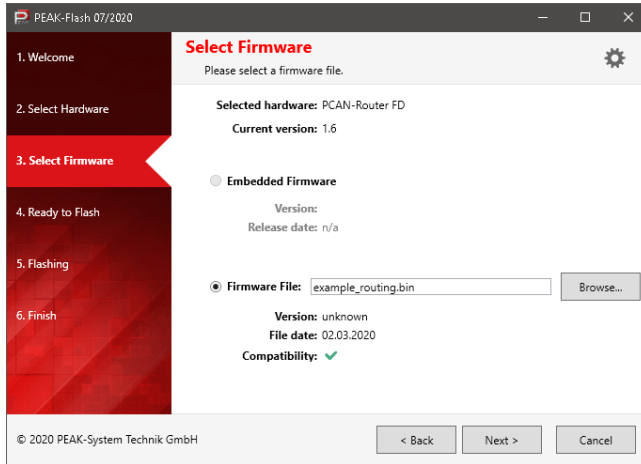 PEAK-Flash 07/2020
1. Welcome
2. Select Hardware
3. Select Firmware
4. Ready to Flash
5. Flashing
6. Finish
Select Firmware
Please select a firmware file.
Selected hardware: PCAN-Router FD
Current version: 1.6
Embedded Firmware
Version:
Release date: n/a
Firmware File: example_routing.bin Browse...
Version: unknown
File date: 02.03.2020
Compatibility:
© 2020 PEAK-System Technik GmbH
< Back Next > Cancel